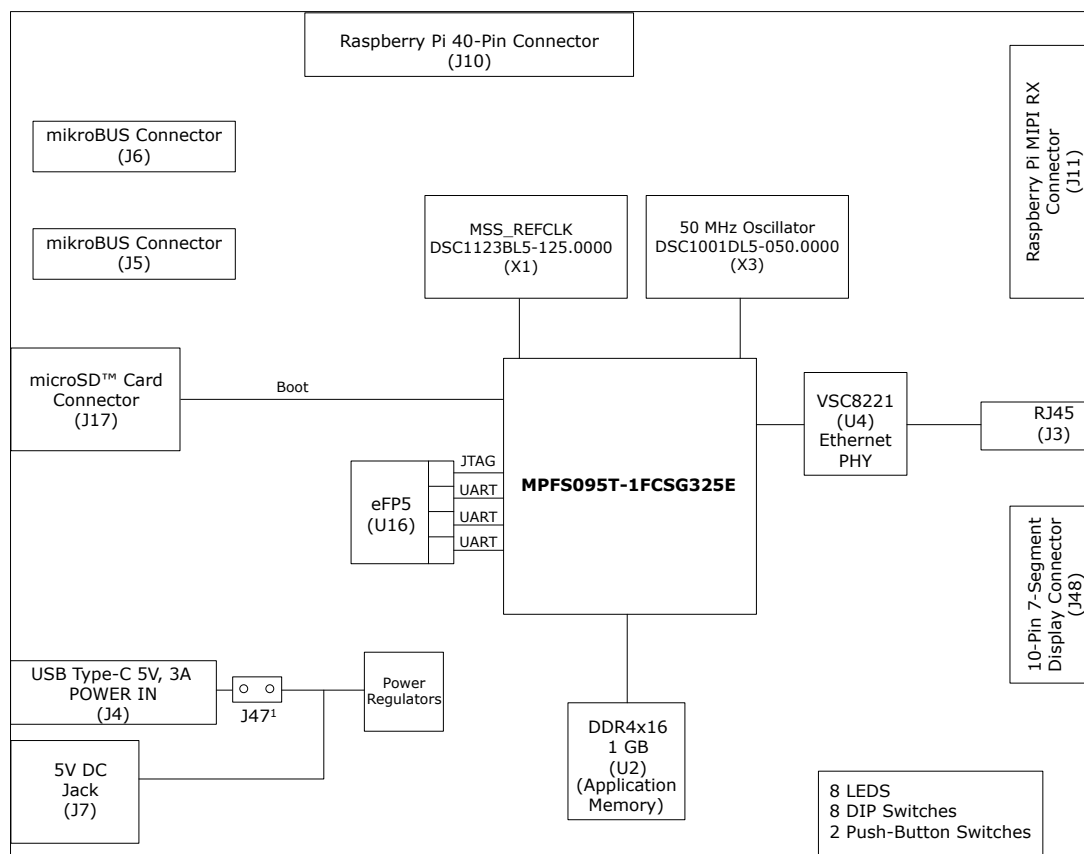 Raspberry Pi 40-Pin Connector
(J10)
Raspberry Pi MIPI RX
Connector
(J11)
mikroBUS Connector
(J6)
mikroBUS Connector
(J5)
MSS_REFCLK
DSC1123BL5-125.0000
(X1)
50 MHz Oscillator
DSC1001DL5-050.0000
(X3)
microSD™ Card
Connector
(J17)
Boot
VSC8221
(U4)
Ethernet
PHY
RJ45
(J3)
eFP5
(U16)
JTAG
UART
UART
UART
MPFS095T-1FCSG325E
10-Pin 7-Segment
Display Connector
(J48)
USB Type-C 5V, 3A
POWER IN
(J4)
J47¹
Power
Regulators
DDR4x16
1 GB
(U2)
(Application
Memory)
5V DC
Jack
(J7)
8 LEDS
8 DIP Switches
2 Push-Button Switches